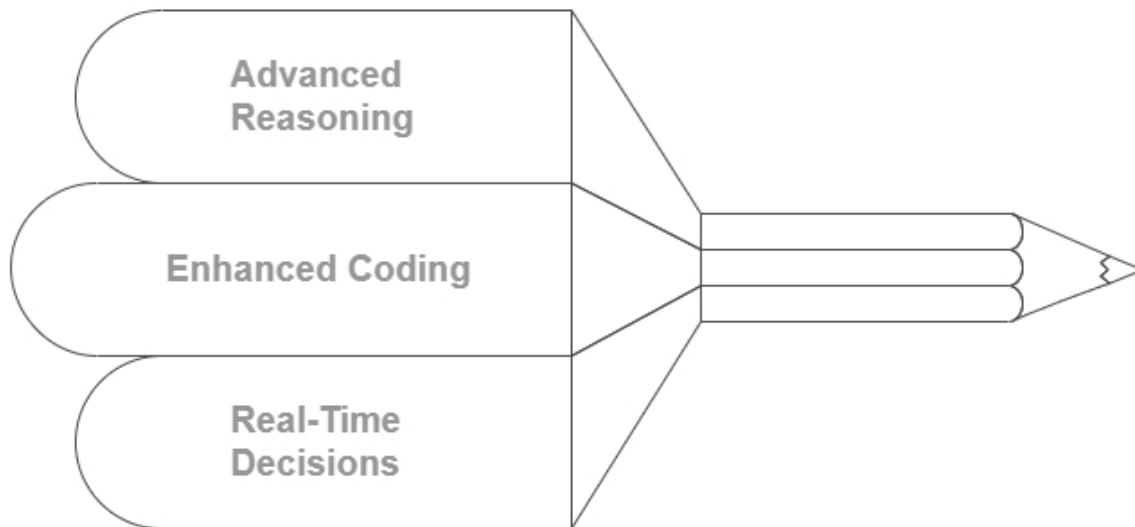 Advanced
Reasoning
Enhanced Coding
Real-Time
Decisions